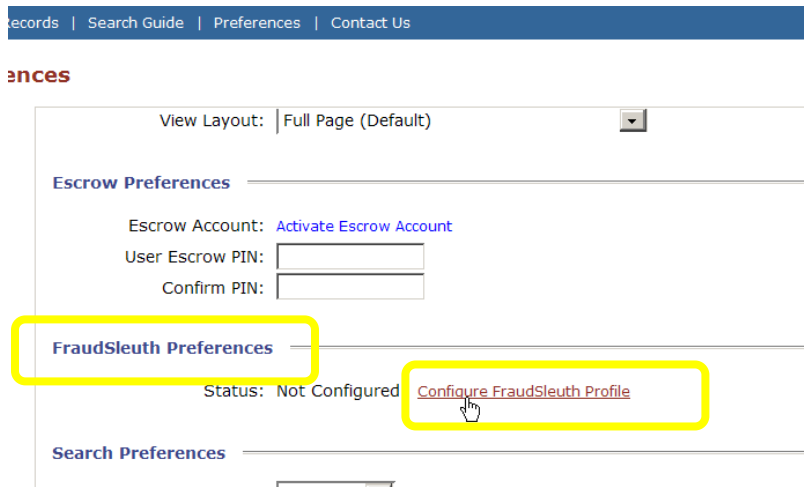 Records | Search Guide | Preferences | Contact Us
ences
View Layout: Full Page (Default)
Escrow Preferences
Escrow Account: Activate Escrow Account
User Escrow PIN:
Confirm PIN:
FraudSleuth Preferences
Status: Not Configured Configure FraudSleuth Profile
Search Preferences